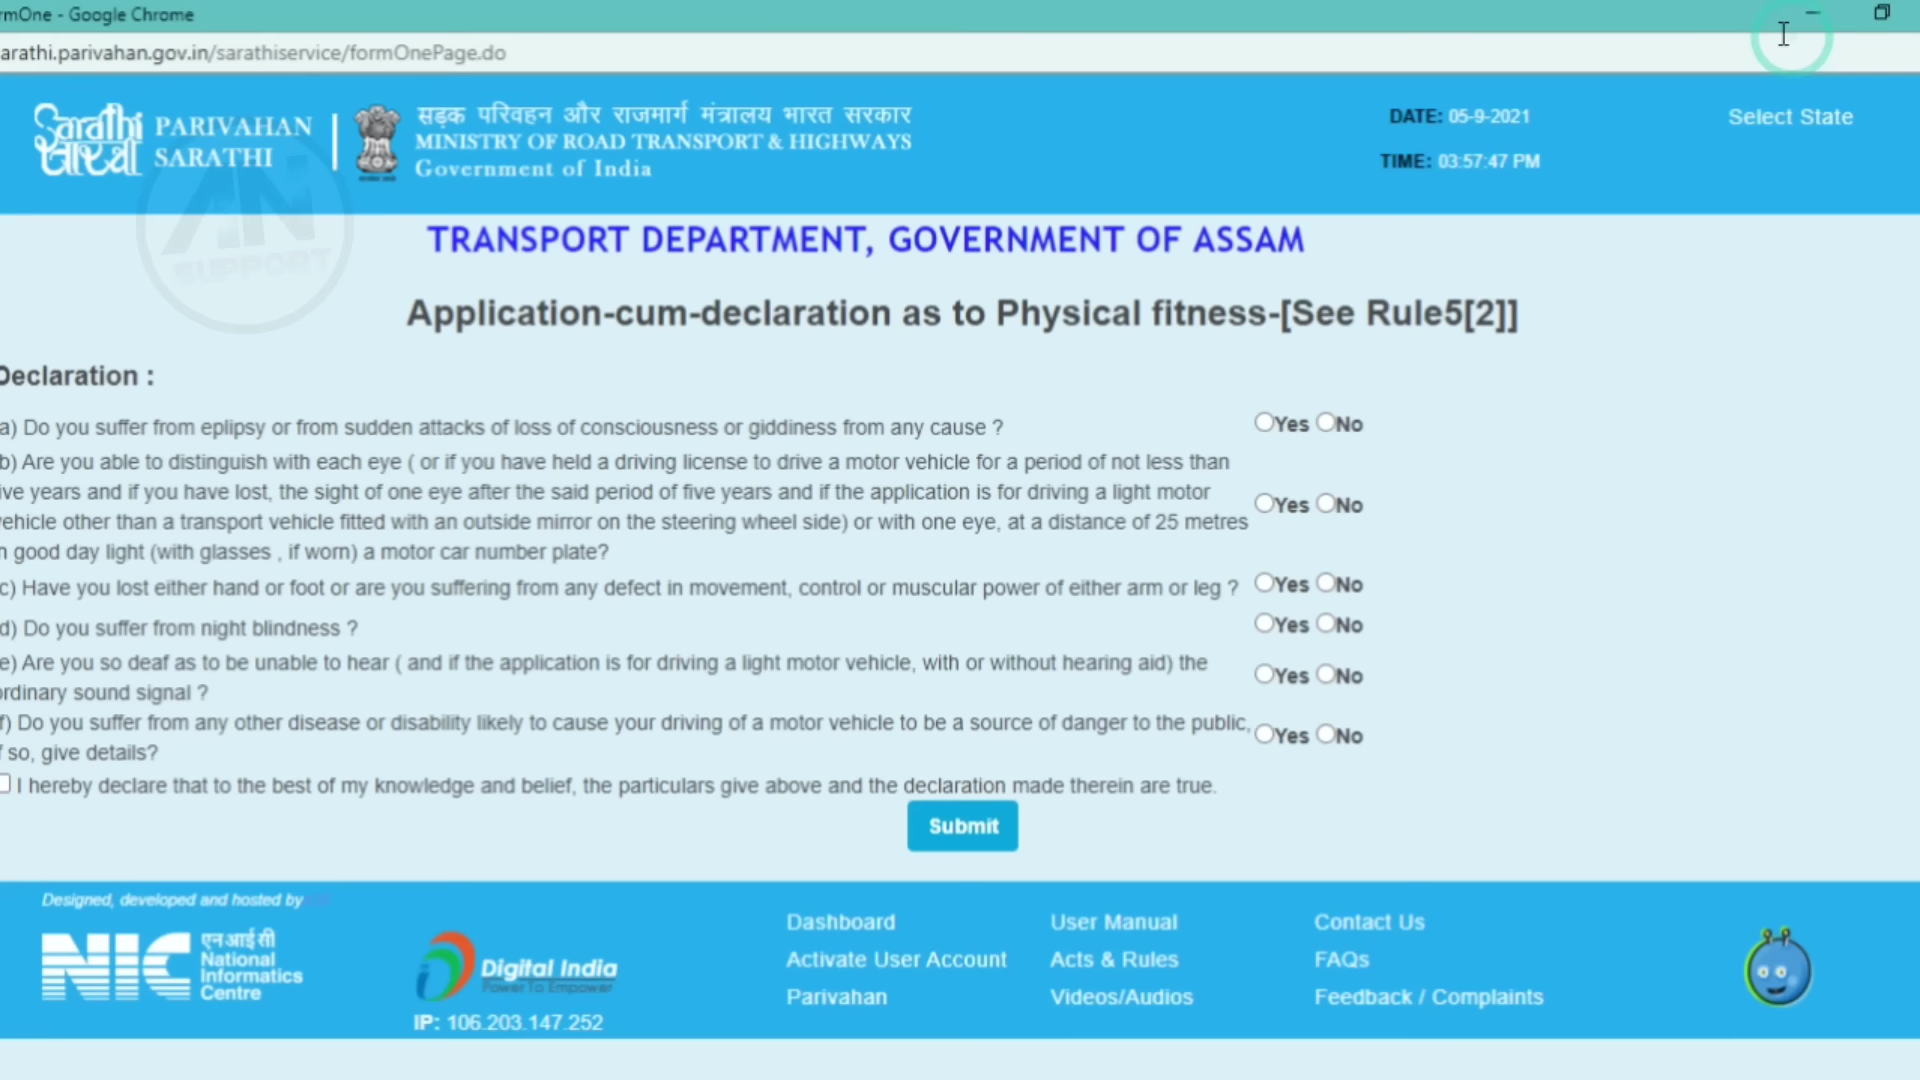 rmOne - Google Chrome
arathi.parivahan.gov.in/sarathiservice/formOnePage.do
Sarathi
सारथी
PARIVAHAN
SARATHI
सड़क परिवहन और राजमार्ग मंत्रालय भारत सरकार
MINISTRY OF ROAD TRANSPORT & HIGHWAYS
Government of India
DATE: 05-9-2021
TIME: 03:57:47 PM
Select State
AN
SUPPORT
TRANSPORT DEPARTMENT, GOVERNMENT OF ASSAM
Application-cum-declaration as to Physical fitness-[See Rule5[2]]
Declaration :
a) Do you suffer from eplipsy or from sudden attacks of loss of consciousness or giddiness from any cause ? Yes No
b) Are you able to distinguish with each eye ( or if you have held a driving license to drive a motor vehicle for a period of not less than
ive years and if you have lost, the sight of one eye after the said period of five years and if the application is for driving a light motor
vehicle other than a transport vehicle fitted with an outside mirror on the steering wheel side) or with one eye, at a distance of 25 metres
n good day light (with glasses , if worn) a motor car number plate? Yes No
c) Have you lost either hand or foot or are you suffering from any defect in movement, control or muscular power of either arm or leg ? Yes No
d) Do you suffer from night blindness ? Yes No
e) Are you so deaf as to be unable to hear ( and if the application is for driving a light motor vehicle, with or without hearing aid) the
ordinary sound signal ? Yes No
f) Do you suffer from any other disease or disability likely to cause your driving of a motor vehicle to be a source of danger to the public,
f so, give details? Yes No
I hereby declare that to the best of my knowledge and belief, the particulars give above and the declaration made therein are true.
Submit
Designed, developed and hosted by
NIC
एन आई सी
National
Informatics
Centre
Digital India
Power To Empower
IP: 106.203.147.252
Dashboard
Activate User Account
Parivahan
User Manual
Acts & Rules
Videos/Audios
Contact Us
FAQs
Feedback / Complaints